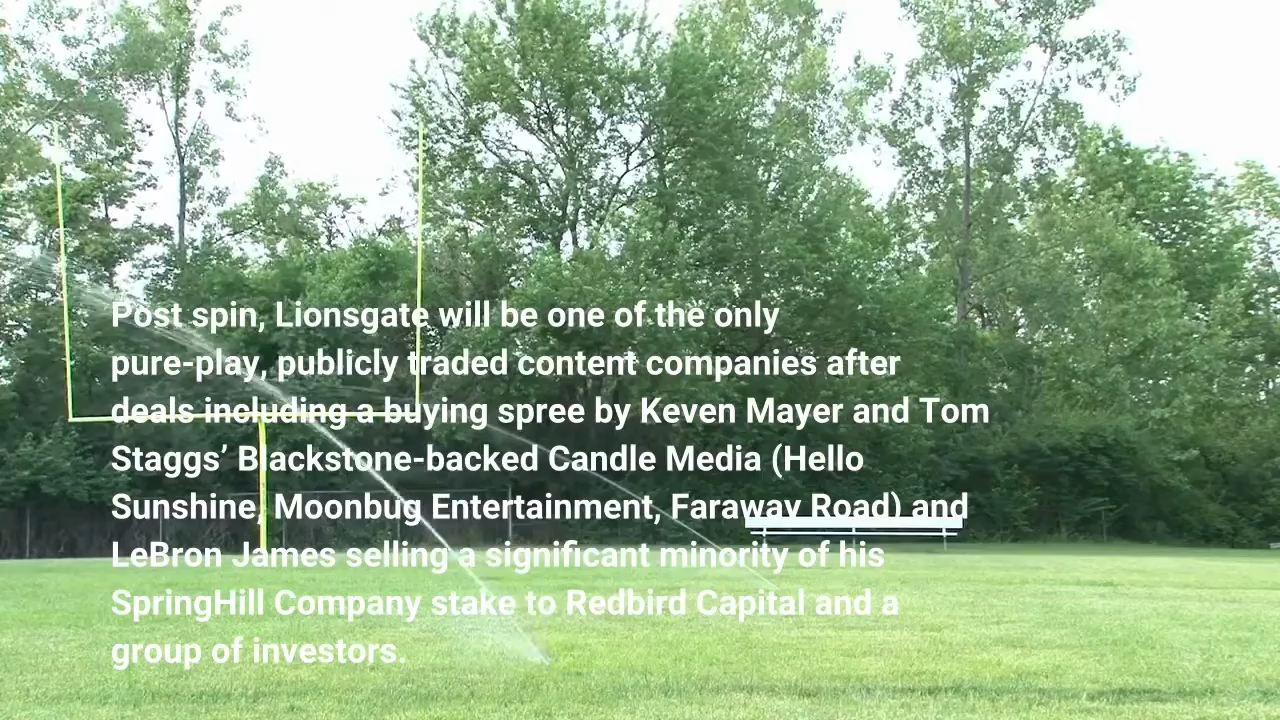 Post spin, Lionsgate will be one of the only
pure-play, publicly traded content companies after
deals including a buying spree by Keven Mayer and Tom
Staggs’ Blackstone-backed Candle Media (Hello
Sunshine, Moonbug Entertainment, Faraway Road) and
LeBron James selling a significant minority of his
SpringHill Company stake to Redbird Capital and a
group of investors.